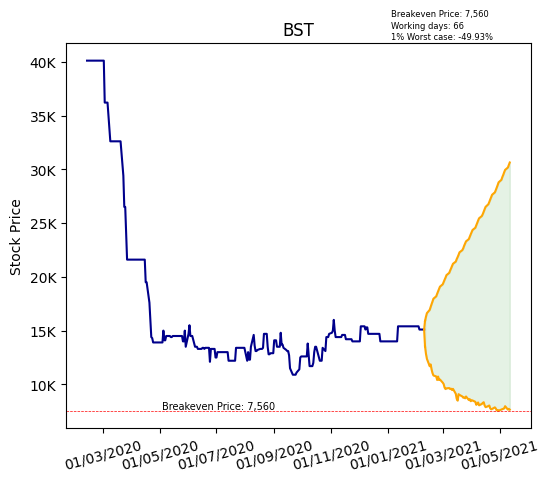 Breakeven Price: 7,560
Working days: 66
1% Worst case: -49.93%
BST
Stock Price
40K
35K
30K
25K
20K
15K
10K
Breakeven Price: 7,560
01/03/2020
01/05/2020
01/07/2020
01/09/2020
01/11/2020
01/01/2021
01/03/2021
01/05/2021